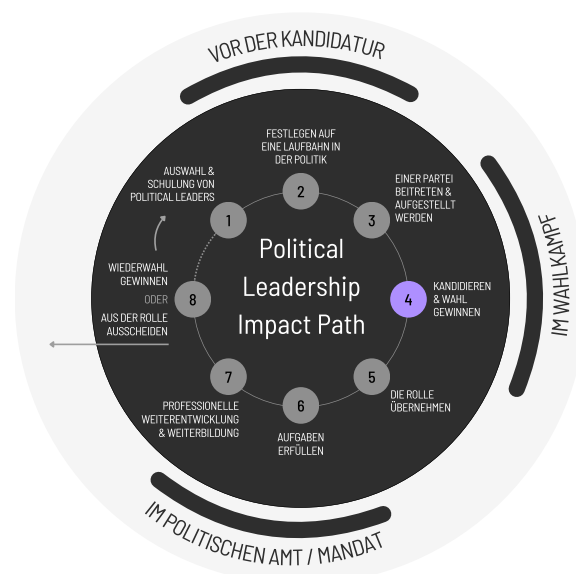 VOR DER KANDIDATUR
FESTLEGEN AUF
EINE LAUFBAHN IN
DER POLITIK
AUSWAHL &
SCHULUNG VON
POLITICAL LEADERS
EINER PARTEI
BEITRETEN &
AUFGESTELLT
WERDEN
1
2
3
Political
Leadership
Impact Path
IM WAHLKAMPF
WIEDERWAHL
GEWINNEN
ODER
AUS DER ROLLE
AUSSCHEIDEN
8
4
KANDIDIEREN
& WAHL
GEWINNEN
7
6
5
DIE ROLLE
ÜBERNEHMEN
PROFESSIONELLE
WEITERENTWICKLUNG
& WEITERBILDUNG
AUFGABEN
ERFÜLLEN
IM POLITISCHEN AMT / MANDAT